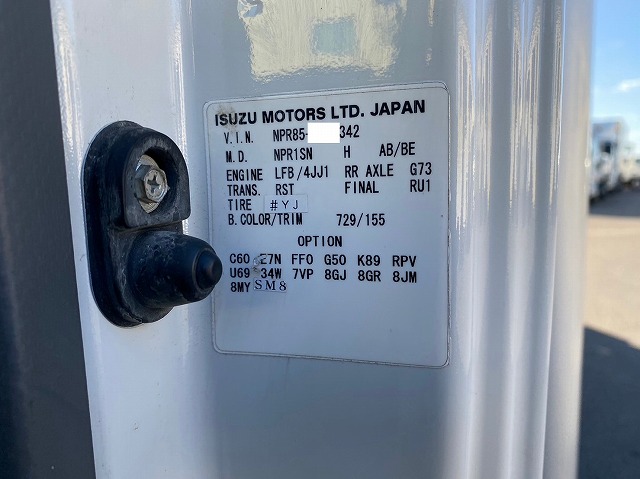 ISUZU MOTORS LTD. JAPAN
V.I.N. NPR85- 342
M.D. NPR1SN H AB/BE
ENGINE LFB/4JJ1 RR AXLE G73
TRANS. RST FINAL RU1
TIRE #YJ
B.COLOR/TRIM 729/155
OPTION
C60 E7N FF0 G50 K89 RPV
U69 34W 7VP 8GJ 8GR 8JM
8MY SM8